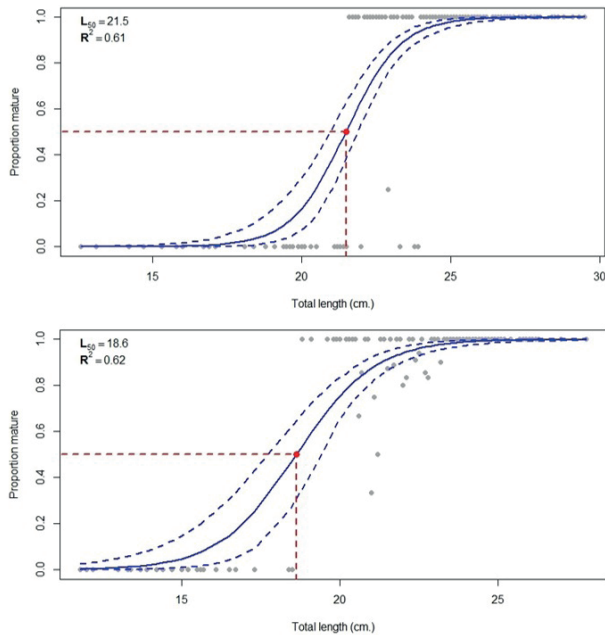 L50 = 21.5
R² = 0.61
Proportion mature
1.0
0.8
0.6
0.4
0.2
0.0
15
20
25
30
Total length (cm.)
L50 = 18.6
R² = 0.62
Proportion mature
1.0
0.8
0.6
0.4
0.2
0.0
15
20
25
Total length (cm.)